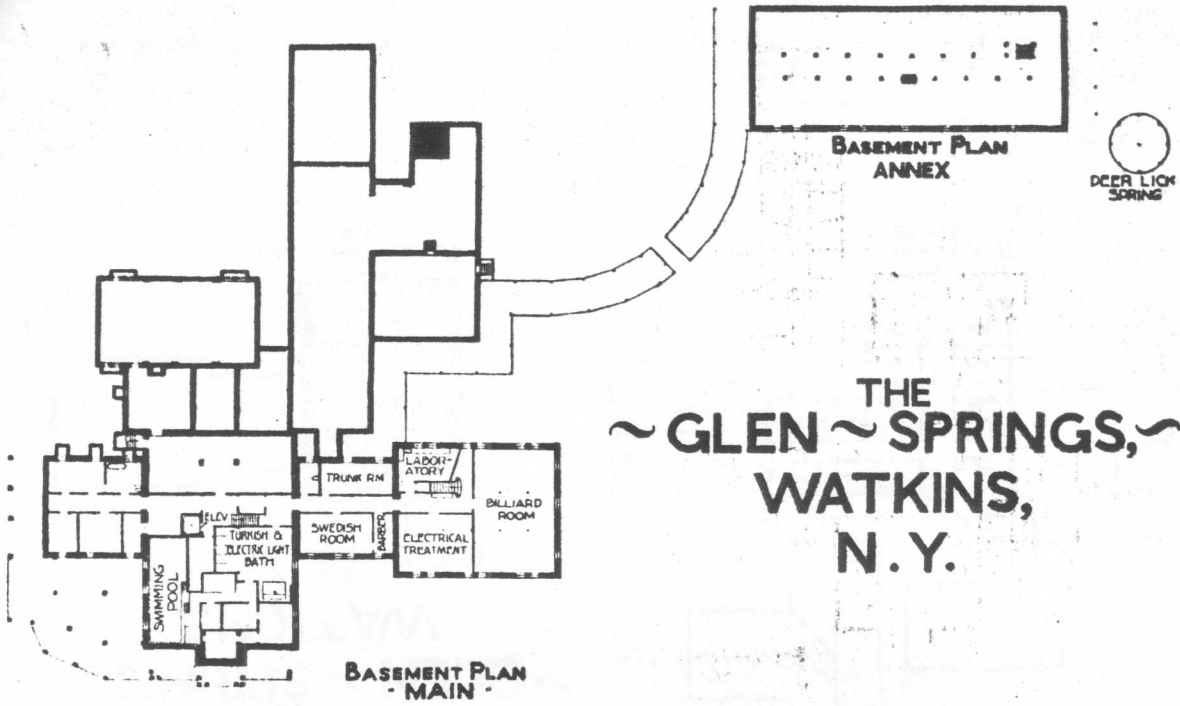 BASEMENT PLAN
ANNEX
DEER LICK
SPRING
THE
~ GLEN ~ SPRINGS, ~
WATKINS,
N. Y.
LABOR-
ATORY
TRUNK RM
BILLIARD
ROOM
ELEV
SWEDISH
ROOM
BARBER
TURKISH &
ELECTRIC LIGHT
BATH
ELECTRICAL
TREATMENT
SWIMMING
POOL
BASEMENT PLAN
- MAIN -